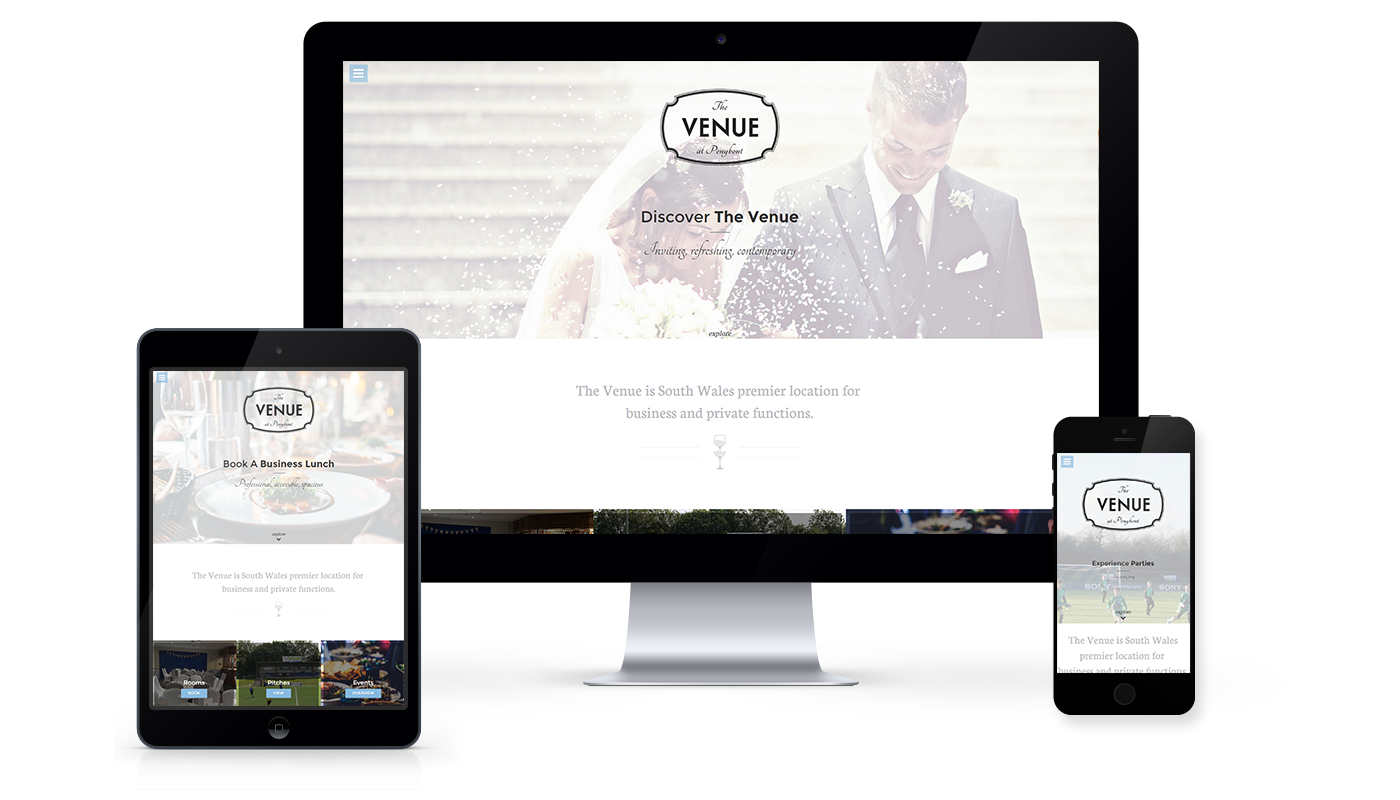 The
VENUE
at Penybont
Discover The Venue
Inviting, refreshing, contemporary
explore
The Venue is South Wales premier location for
business and private functions.
The
VENUE
at Penybont
Book A Business Lunch
Professional, accessible, spacious
explore
The Venue is South Wales premier location for
business and private functions.
Rooms
BOOK
Pitches
VIEW
Events
OVERVIEW
The
VENUE
at Penybont
Experience Parties
SONY
SONY
explore
The Venue is South Wales
premier location for
business and private functions